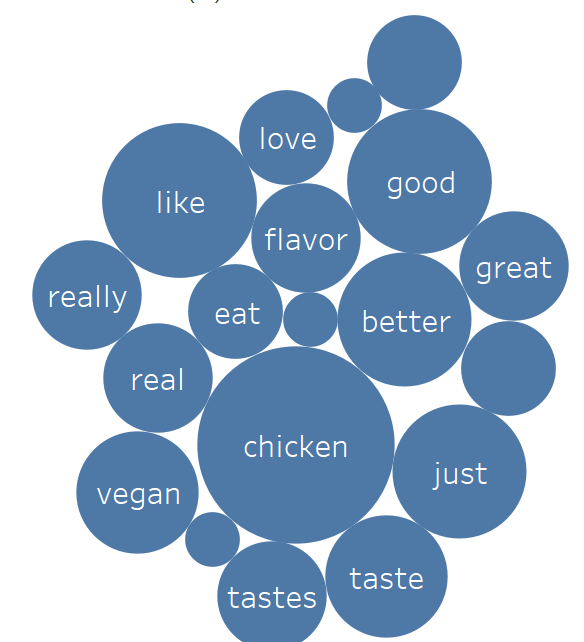 love
good
like
flavor
great
really
eat
better
real
chicken
just
vegan
taste
tastes